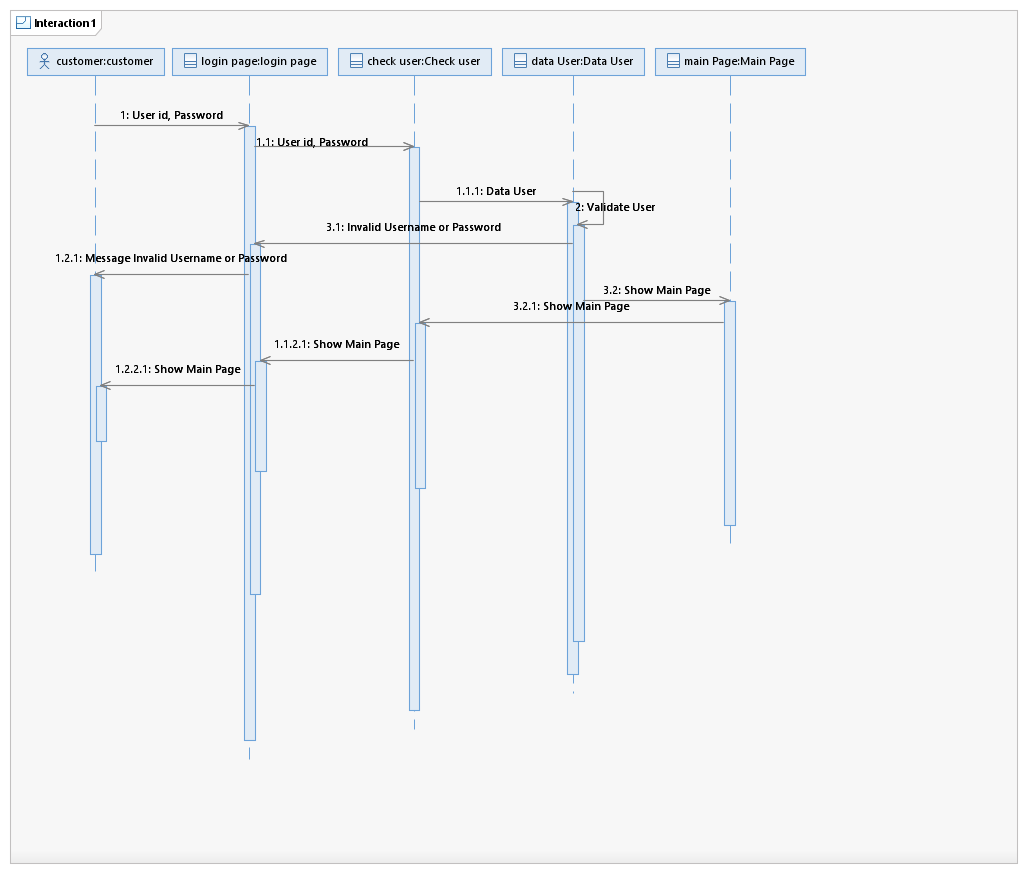 Interaction1
customer:customer
login page:login page
check user:Check user
data User:Data User
main Page:Main Page
1: User id, Password
1.1: User id, Password
1.1.1: Data User
2: Validate User
3.1: Invalid Username or Password
1.2.1: Message Invalid Username or Password
3.2: Show Main Page
3.2.1: Show Main Page
1.1.2.1: Show Main Page
1.2.2.1: Show Main Page